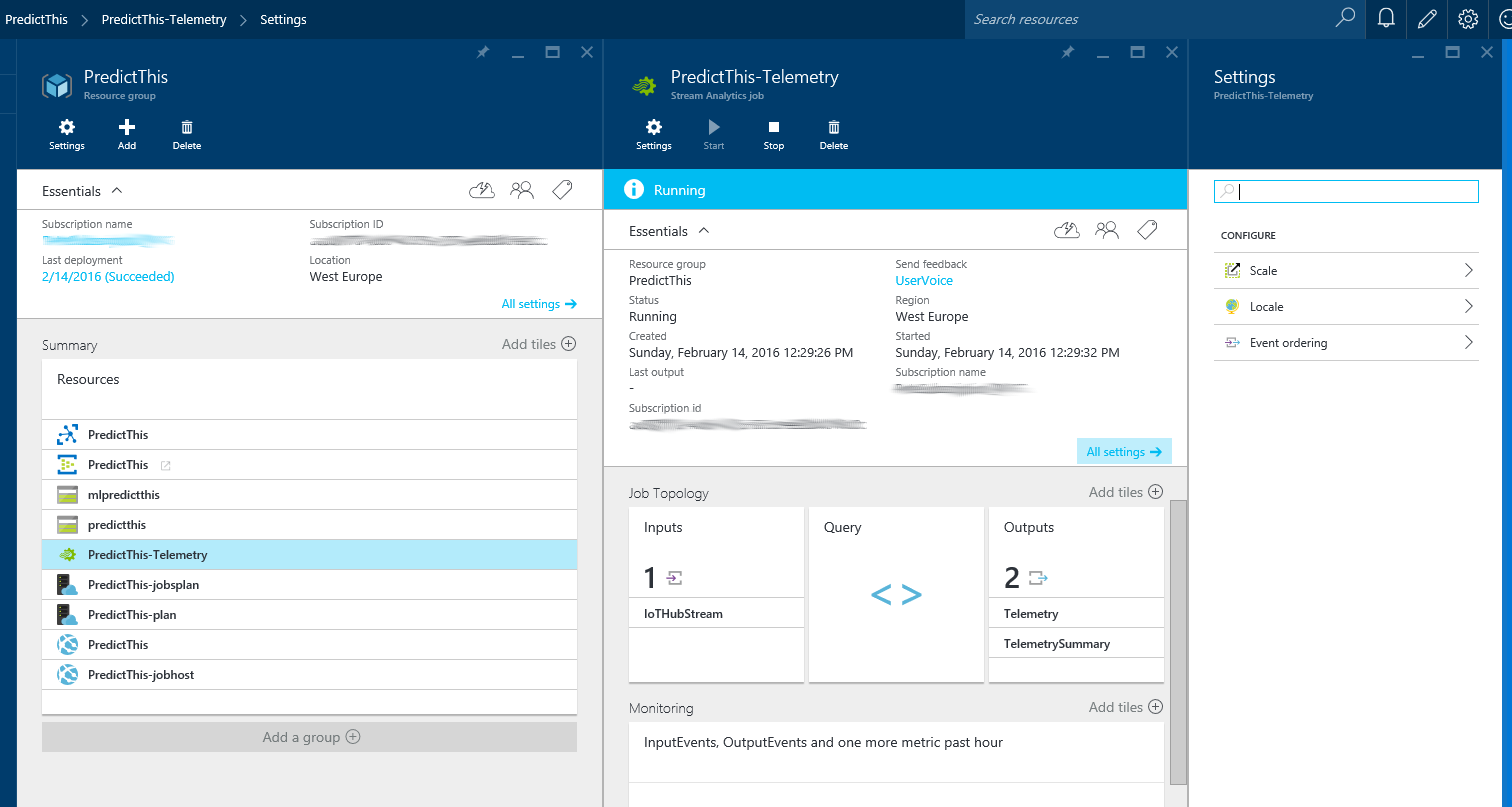 PredictThis > PredictThis-Telemetry > Settings
Search resources
PredictThis
Resource group
Settings Add Delete
Essentials
Subscription name Subscription ID
Last deployment Location
2/14/2016 (Succeeded) West Europe
All settings →
Summary Add tiles
Resources
PredictThis
PredictThis
mlpredictthis
predictthis
PredictThis-Telemetry
PredictThis-jobsplan
PredictThis-plan
PredictThis
PredictThis-jobhost
Add a group
PredictThis-Telemetry
Stream Analytics job
Settings Start Stop Delete
Running
Essentials
Resource group Send feedback
PredictThis UserVoice
Status Region
Running West Europe
Created Started
Sunday, February 14, 2016 12:29:26 PM Sunday, February 14, 2016 12:29:32 PM
Last output Subscription name
-
Subscription id
All settings →
Job Topology Add tiles
Inputs Query Outputs
1 < > 2
IoTHubStream Telemetry
TelemetrySummary
Monitoring Add tiles
InputEvents, OutputEvents and one more metric past hour
Settings
PredictThis-Telemetry
CONFIGURE
Scale
Locale
Event ordering